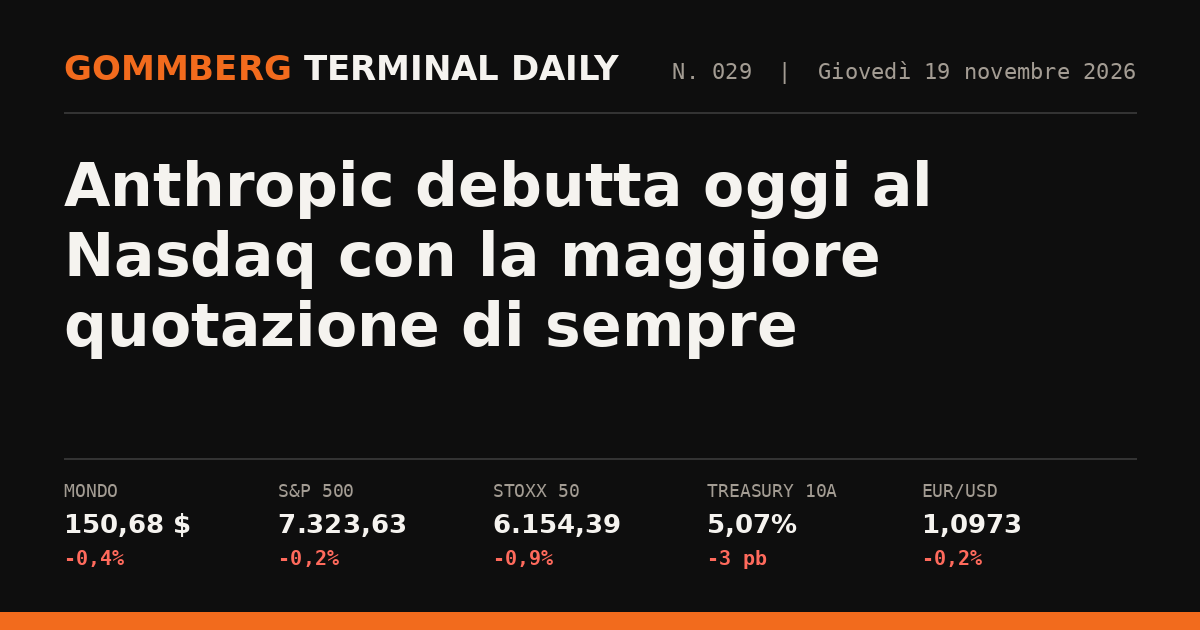 GOMMBERG TERMINAL DAILY N. 029 | Giovedì 19 novembre 2026
Anthropic debutta oggi al
Nasdaq con la maggiore
quotazione di sempre
MONDO S&P 500 STOXX 50 TREASURY 10A EUR/USD
150,68 $ 7.323,63 6.154,39 5,07% 1,0973
-0,4% -0,2% -0,9% -3 pb -0,2%